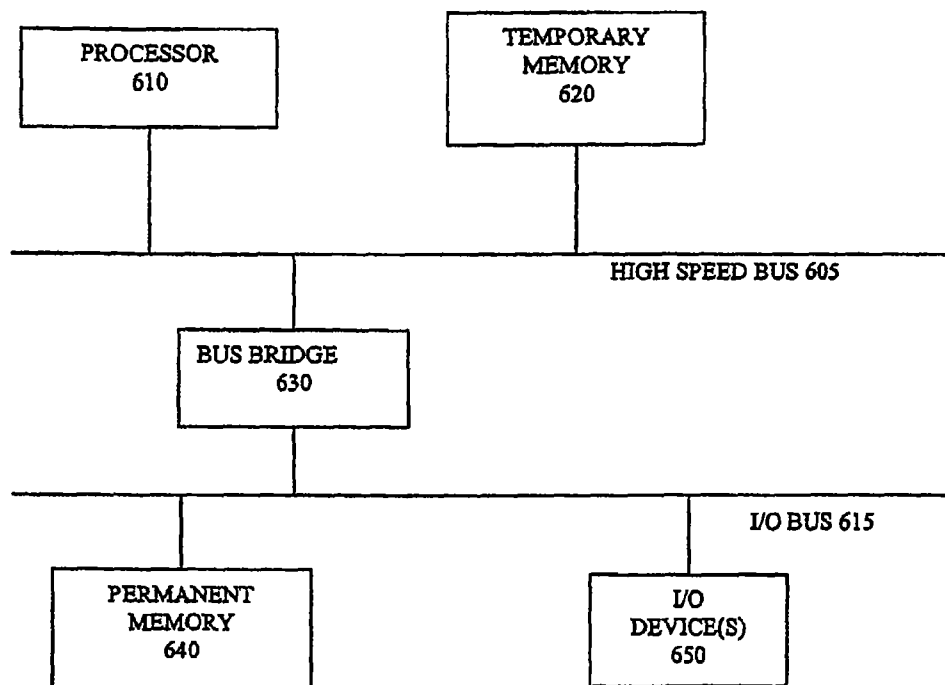 PROCESSOR
610
TEMPORARY
MEMORY
620
HIGH SPEED BUS 605
BUS BRIDGE
630
I/O BUS 615
PERMANENT
MEMORY
640
I/O
DEVICE(S)
650